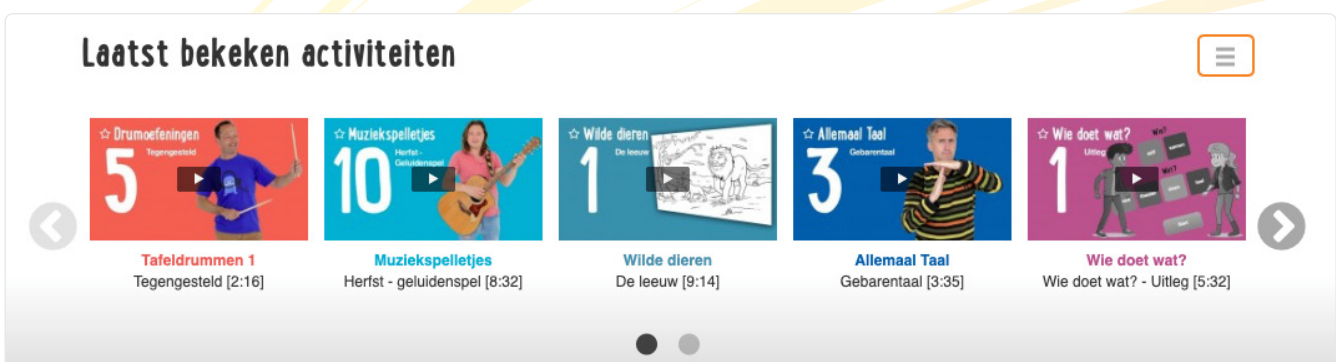 Laatst bekeken activiteiten
Drumoefeningen
Tegengesteld
5
Muziekspelletjes
Herfst -
Geluidenspel
10
Wilde dieren
De leeuw
1
Allemaal Taal
Gebarentaal
3
Wie doet wat?
Uitleg
1
Wie?
Wat?
Tafeldrummen 1
Tegengesteld [2:16]
Muziekspelletjes
Herfst - geluidenspel [8:32]
Wilde dieren
De leeuw [9:14]
Allemaal Taal
Gebarentaal [3:35]
Wie doet wat?
Wie doet wat? - Uitleg [5:32]